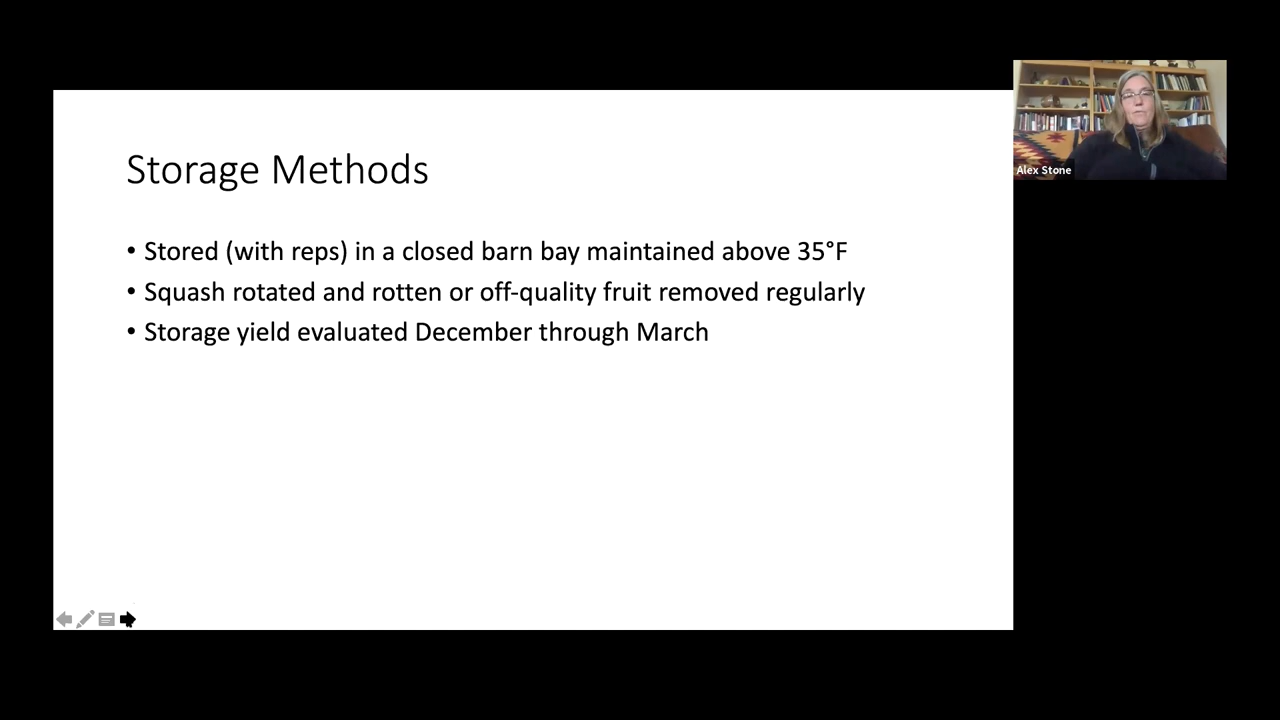 Storage Methods
• Stored (with reps) in a closed barn bay maintained above 35°F
• Squash rotated and rotten or off-quality fruit removed regularly
• Storage yield evaluated December through March
Alex Stone